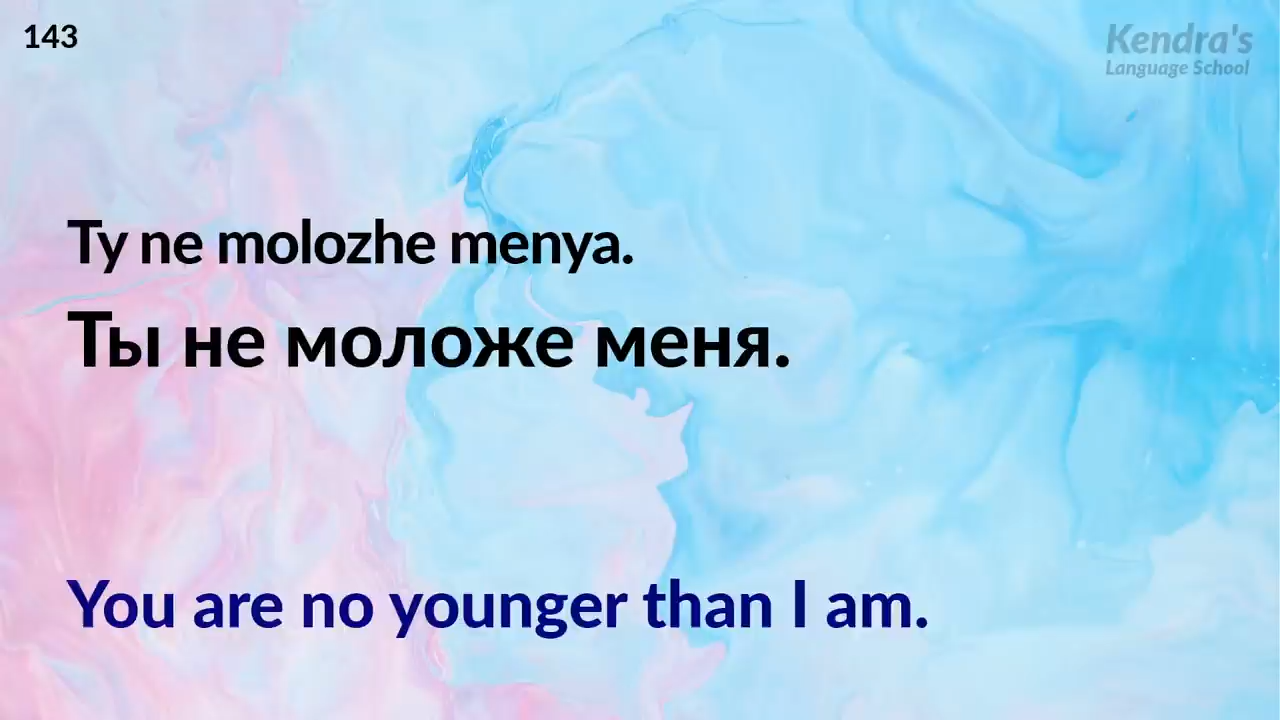 143
Kendra's
Language School
Ty ne molozhe menya.
Ты не моложе меня.
You are no younger than I am.